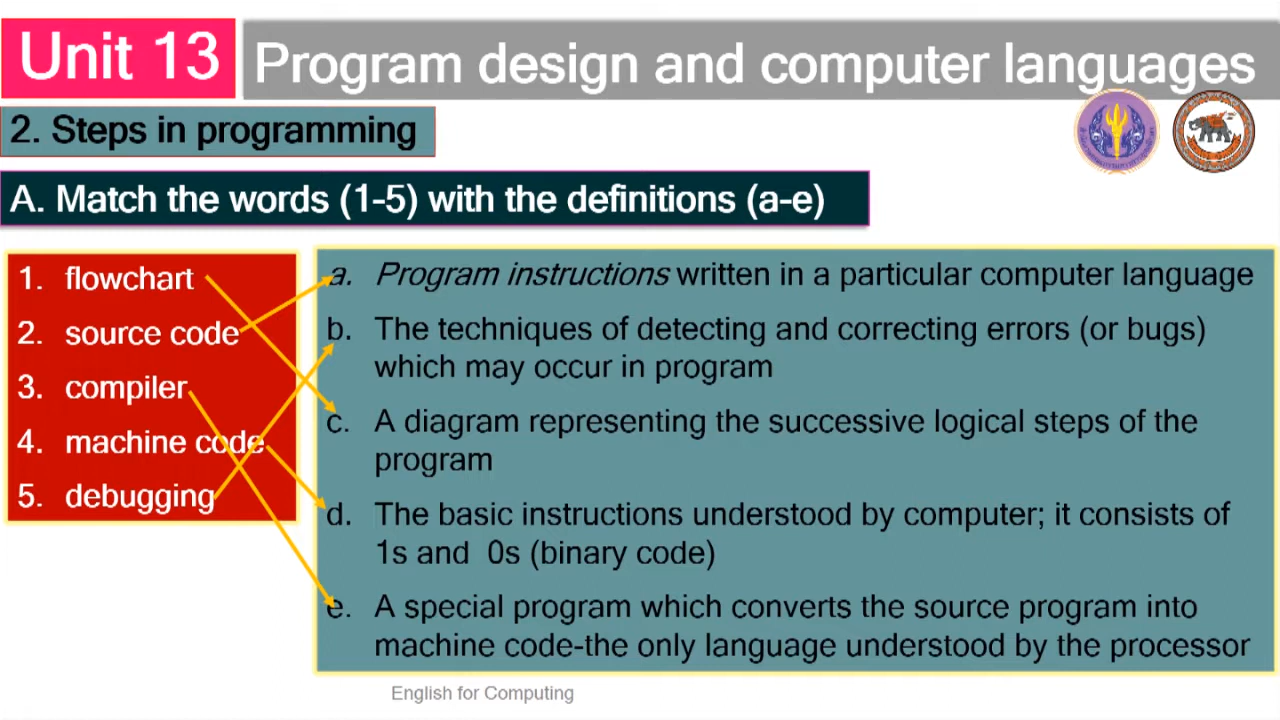 Unit 13
Program design and computer languages
2. Steps in programming
A. Match the words (1-5) with the definitions (a-e)
1. flowchart
2. source code
3. compiler
4. machine code
5. debugging
a. Program instructions written in a particular computer language
b. The techniques of detecting and correcting errors (or bugs)
which may occur in program
c. A diagram representing the successive logical steps of the
program
d. The basic instructions understood by computer; it consists of
1s and 0s (binary code)
e. A special program which converts the source program into
machine code-the only language understood by the processor
English for Computing